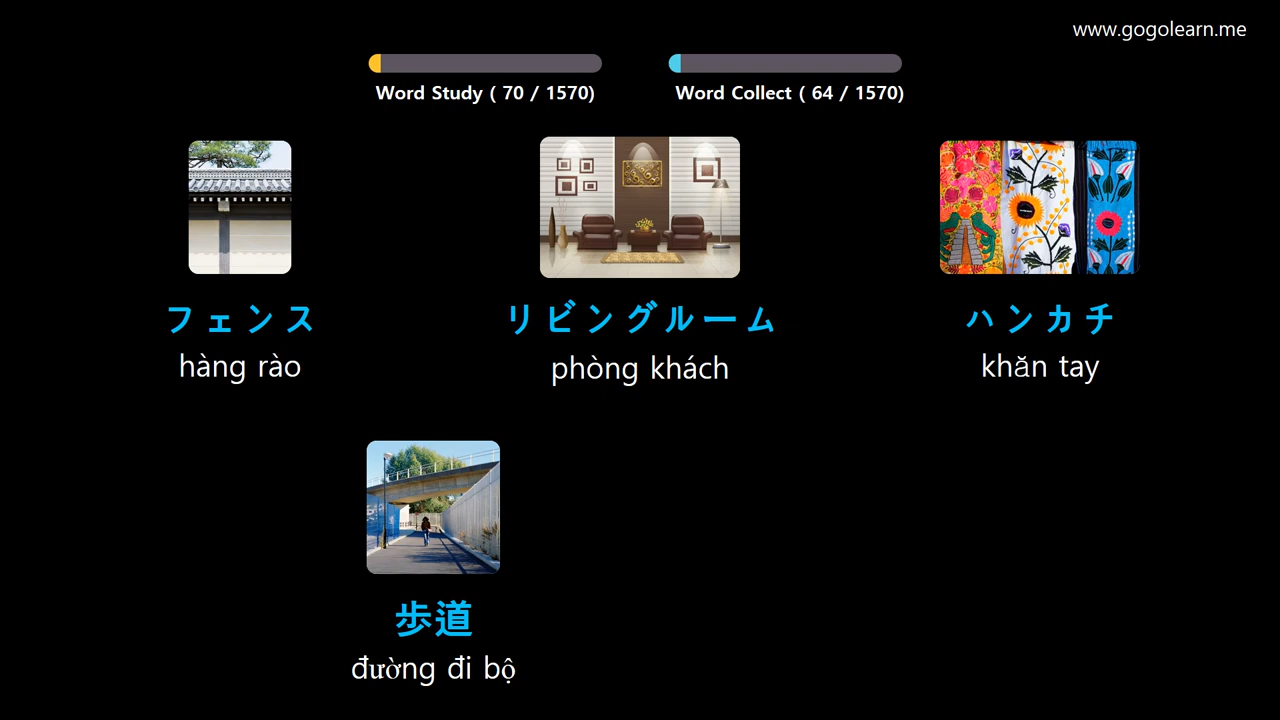 www.gogolearn.me
Word Study ( 70 / 1570)
Word Collect ( 64 / 1570)
フェンス
hàng rào
リビングルーム
phòng khách
ハンカチ
khăn tay
歩道
đường đi bộ